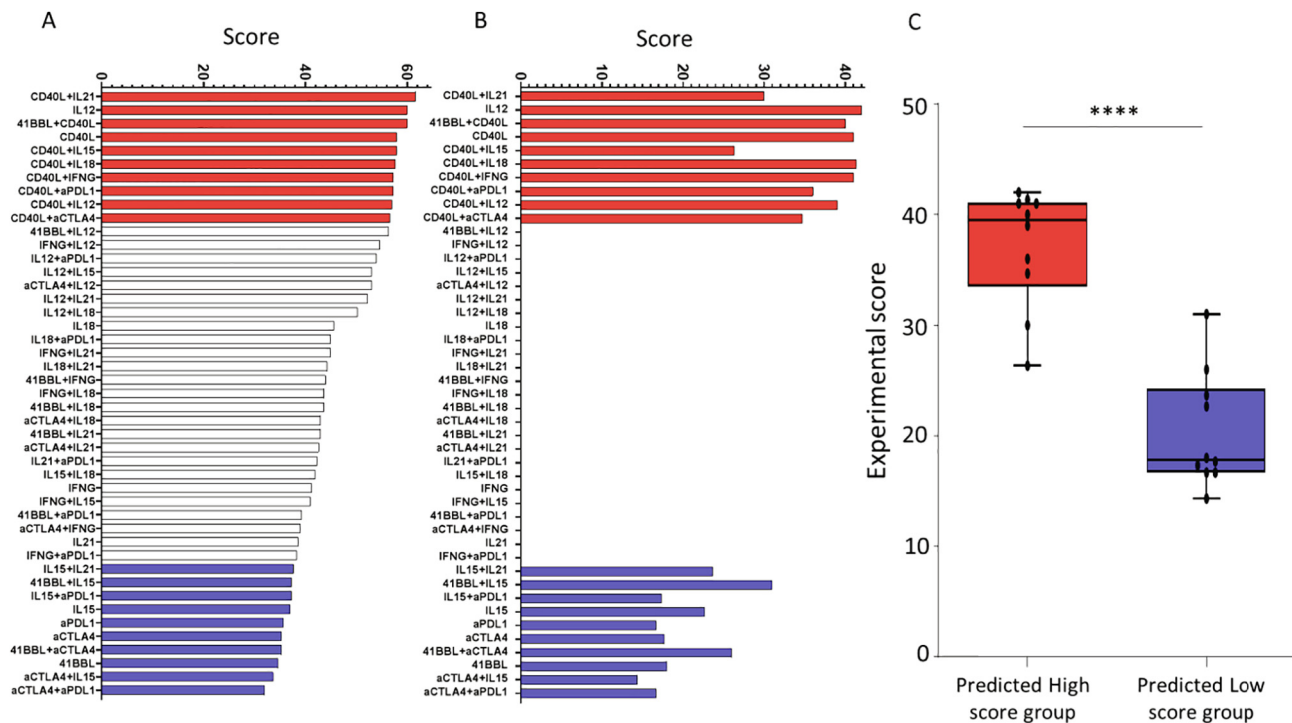 A
Score
0 20 40 60
CD40L+IL21
IL12
41BBL+CD40L
CD40L
CD40L+IL15
CD40L+IL18
CD40L+IFNG
CD40L+aPDL1
CD40L+IL12
CD40L+aCTLA4
41BBL+IL12
IFNG+IL12
IL12+aPDL1
IL12+IL15
aCTLA4+IL12
IL12+IL21
IL12+IL18
IL18
IL18+aPDL1
IFNG+IL21
IL18+IL21
41BBL+IFNG
IFNG+IL18
41BBL+IL18
aCTLA4+IL18
41BBL+IL21
aCTLA4+IL21
IL21+aPDL1
IL15+IL18
IFNG
IFNG+IL15
41BBL+aPDL1
aCTLA4+IFNG
IL21
IFNG+aPDL1
IL15+IL21
41BBL+IL15
IL15+aPDL1
IL15
aPDL1
aCTLA4
41BBL+aCTLA4
41BBL
aCTLA4+IL15
aCTLA4+aPDL1
B
Score
0 10 20 30 40
CD40L+IL21
IL12
41BBL+CD40L
CD40L
CD40L+IL15
CD40L+IL18
CD40L+IFNG
CD40L+aPDL1
CD40L+IL12
CD40L+aCTLA4
41BBL+IL12
IFNG+IL12
IL12+aPDL1
IL12+IL15
aCTLA4+IL12
IL12+IL21
IL12+IL18
IL18
IL18+aPDL1
IFNG+IL21
IL18+IL21
41BBL+IFNG
IFNG+IL18
41BBL+IL18
aCTLA4+IL18
41BBL+IL21
aCTLA4+IL21
IL21+aPDL1
IL15+IL18
IFNG
IFNG+IL15
41BBL+aPDL1
aCTLA4+IFNG
IL21
IFNG+aPDL1
IL15+IL21
41BBL+IL15
IL15+aPDL1
IL15
aPDL1
aCTLA4
41BBL+aCTLA4
41BBL
aCTLA4+IL15
aCTLA4+aPDL1
C
Experimental score
50
40
30
20
10
0
****
Predicted High
score group
Predicted Low
score group